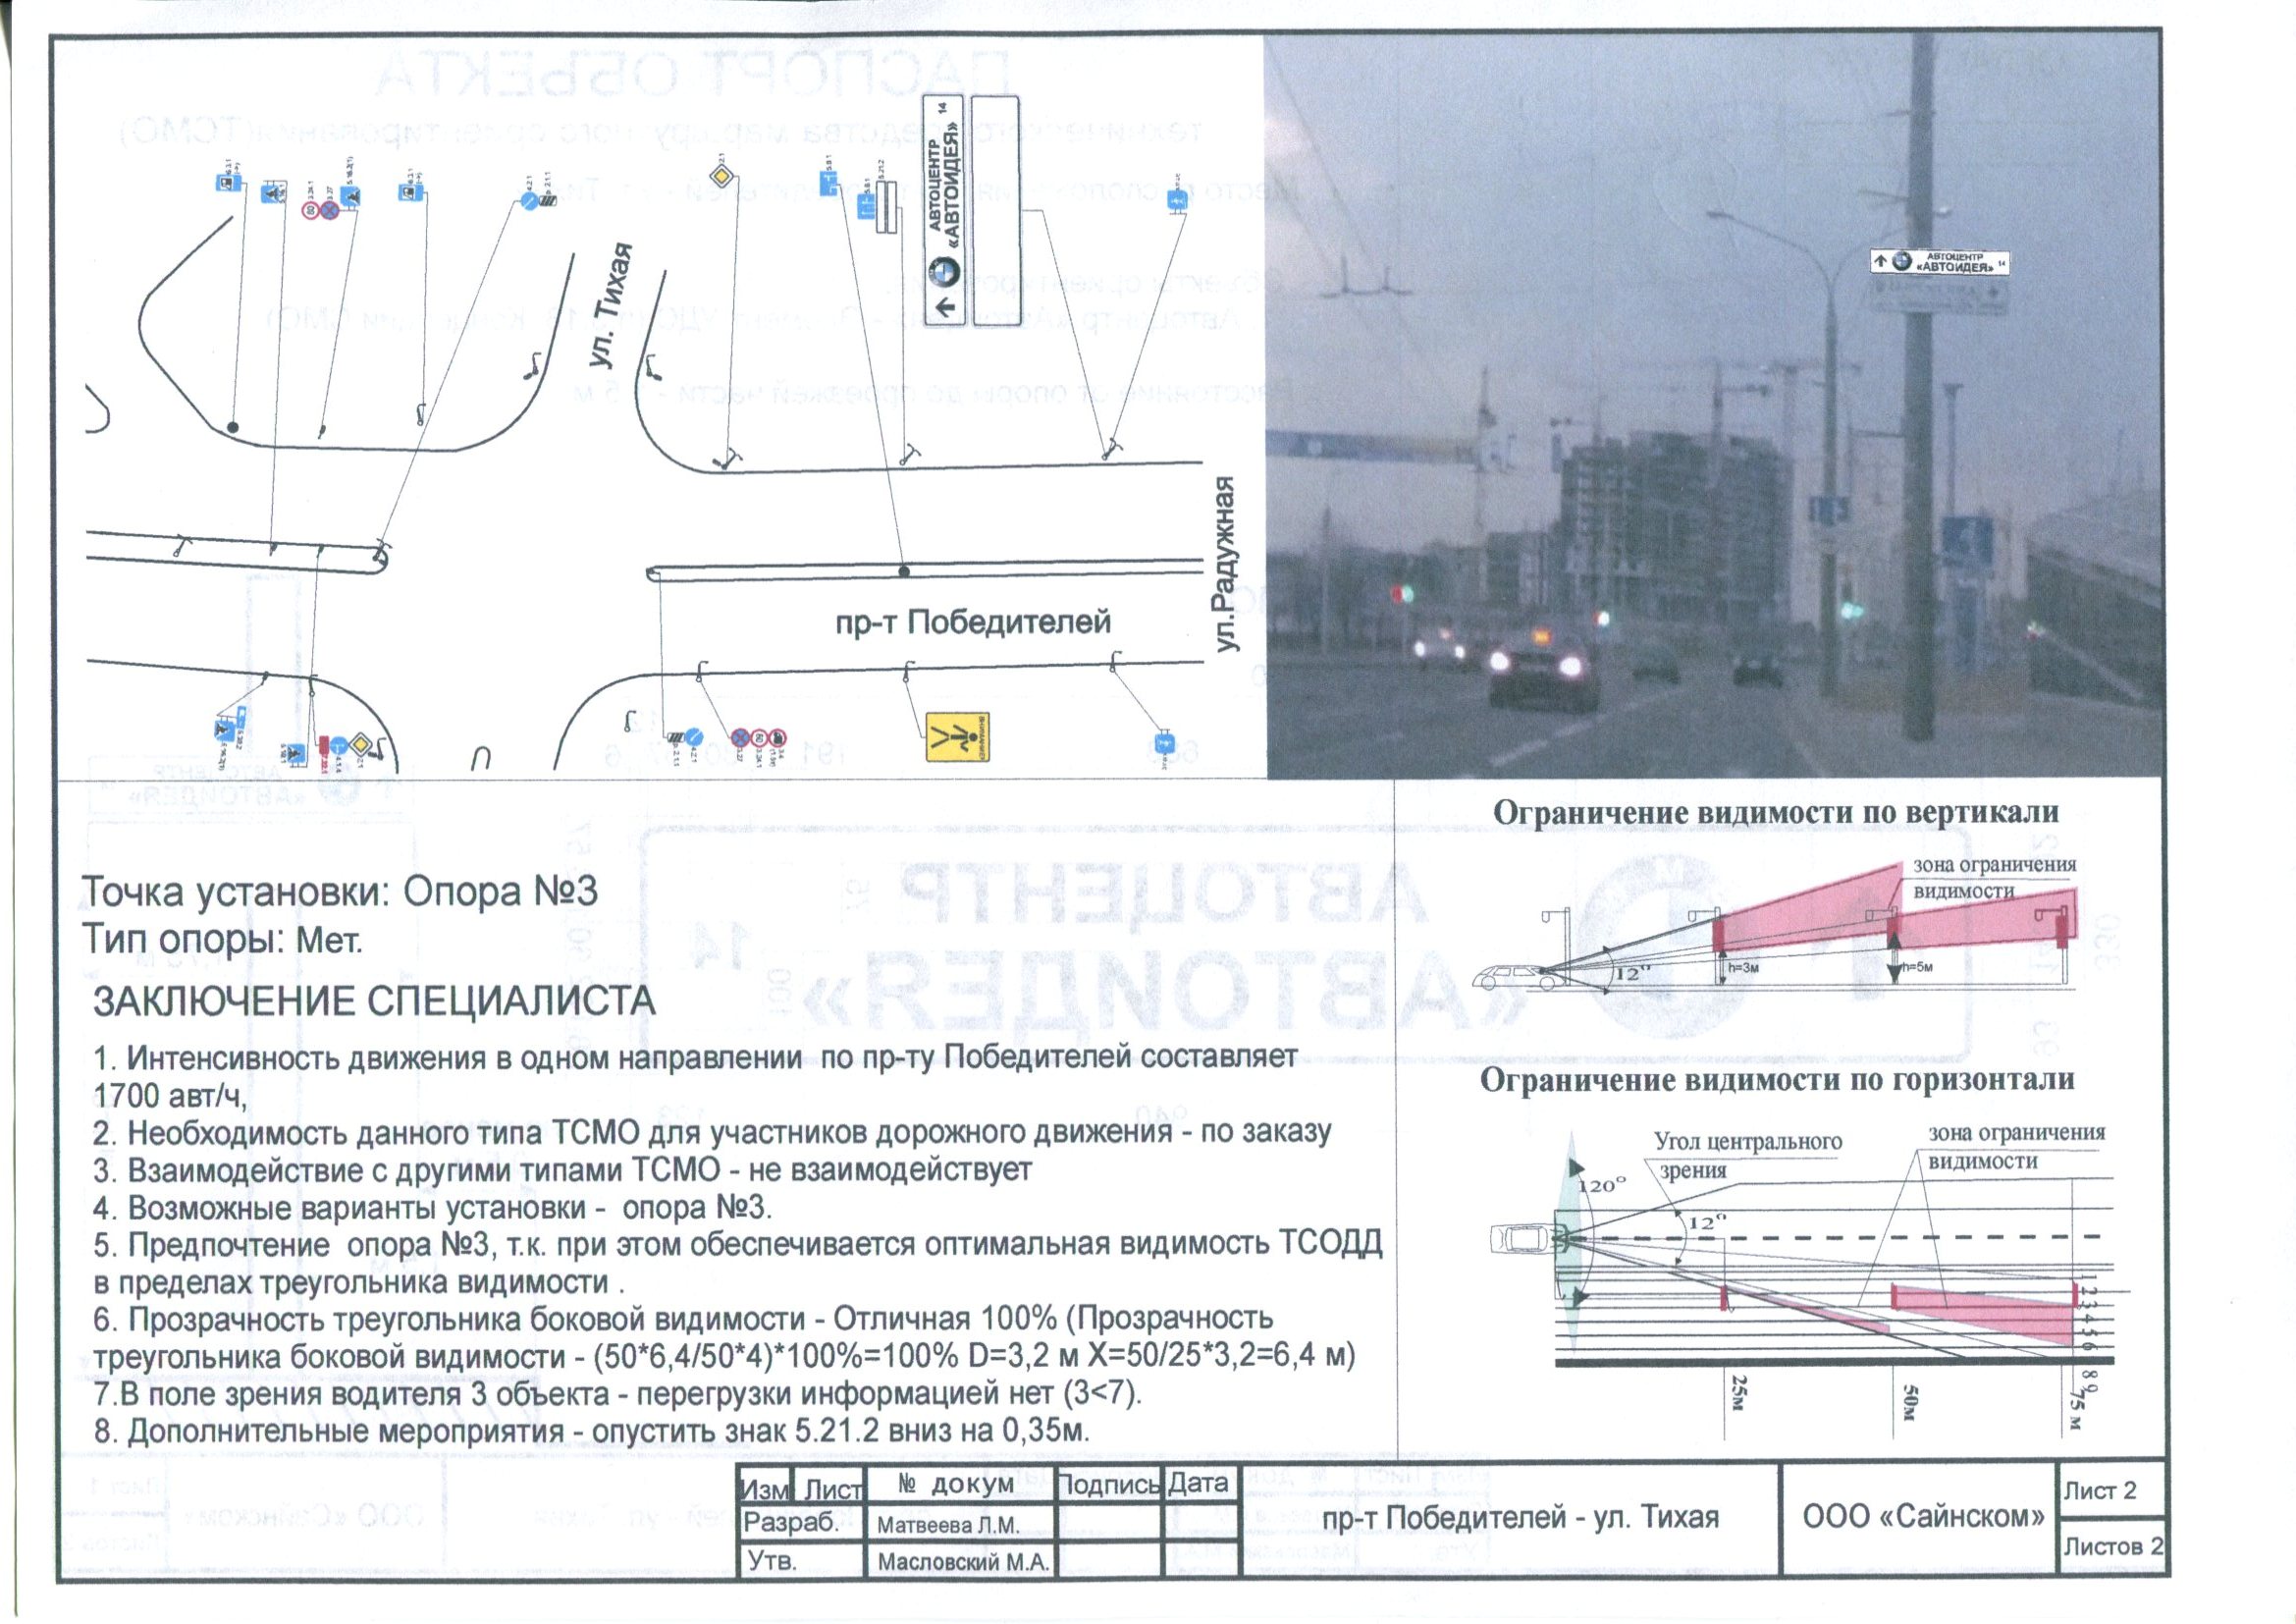 ул. Тихая
АВТОЦЕНТР
«АВТОИДЕЯ» 14
ул.Радужная
пр-т Победителей
АВТОЦЕНТР
«АВТОИДЕЯ» 14
Точка установки: Опора №3
Тип опоры: Мет.
ЗАКЛЮЧЕНИЕ СПЕЦИАЛИСТА
1. Интенсивность движения в одном направлении по пр-ту Победителей составляет
1700 авт/ч,
2. Необходимость данного типа ТСМО для участников дорожного движения - по заказу
3. Взаимодействие с другими типами ТСМО - не взаимодействует
4. Возможные варианты установки - опора №3.
5. Предпочтение опора №3, т.к. при этом обеспечивается оптимальная видимость ТСОДД
в пределах треугольника видимости .
6. Прозрачность треугольника боковой видимости - Отличная 100% (Прозрачность
треугольника боковой видимости - (50*6,4/50*4)*100%=100% D=3,2 м X=50/25*3,2=6,4 м)
7.В поле зрения водителя 3 объекта - перегрузки информацией нет (3<7).
8. Дополнительные мероприятия - опустить знак 5.21.2 вниз на 0,35м.
Ограничение видимости по вертикали
зона ограничения
видимости
12°
h=3м
h=5м
Ограничение видимости по горизонтали
Угол центрального
зрения
зона ограничения
видимости
120°
12°
1 2 3 4 5 6 8 9
25м
50м
75 м
Изм Лист № докум Подпись Дата
Разраб. Матвеева Л.М.
Утв. Масловский М.А.
пр-т Победителей - ул. Тихая
ООО «Сайнском»
Лист 2
Листов 2